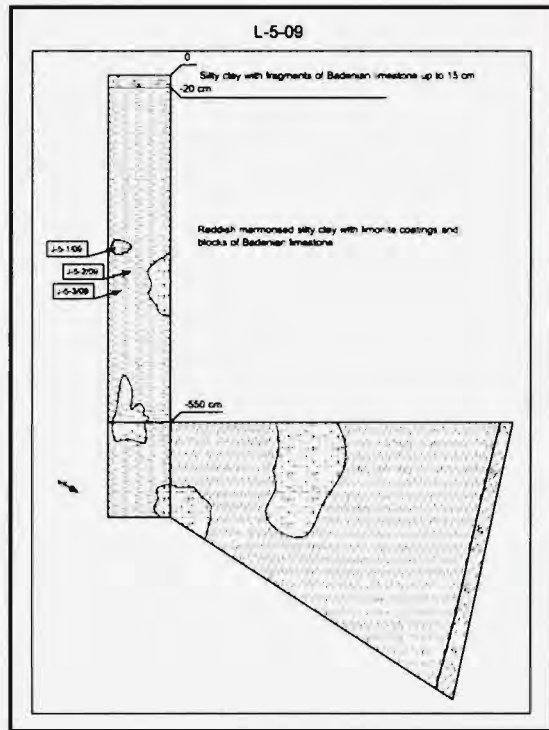 L-5-09
0
Silty clay with fragments of Badenian limestone up to 15 cm
-20 cm
Reddish marmorised silty clay with limonite coatings and
blocks of Badenian limestone
J-5-1/09
J-5-2/09
J-5-3/09
-550 cm